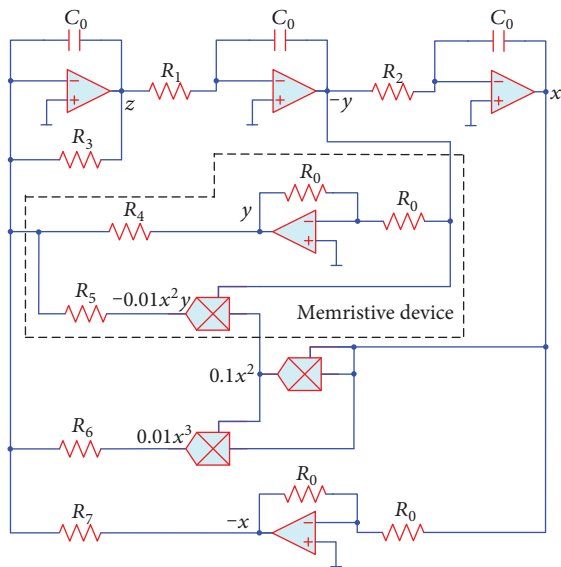 C₀ C₀ C₀
R₁ R₂
− + − + − +
z −y x
R₃
R₀
R₄ y R₀
− +
R₅ −0.01x²y
Memristive device
0.1x²
R₆ 0.01x³
R₀
R₇ −x R₀
− +